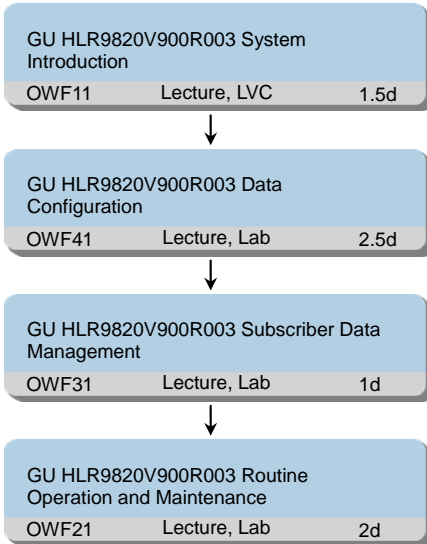 GU HLR9820V900R003 System
Introduction
OWF11 Lecture, LVC 1.5d
GU HLR9820V900R003 Data
Configuration
OWF41 Lecture, Lab 2.5d
GU HLR9820V900R003 Subscriber Data
Management
OWF31 Lecture, Lab 1d
GU HLR9820V900R003 Routine
Operation and Maintenance
OWF21 Lecture, Lab 2d